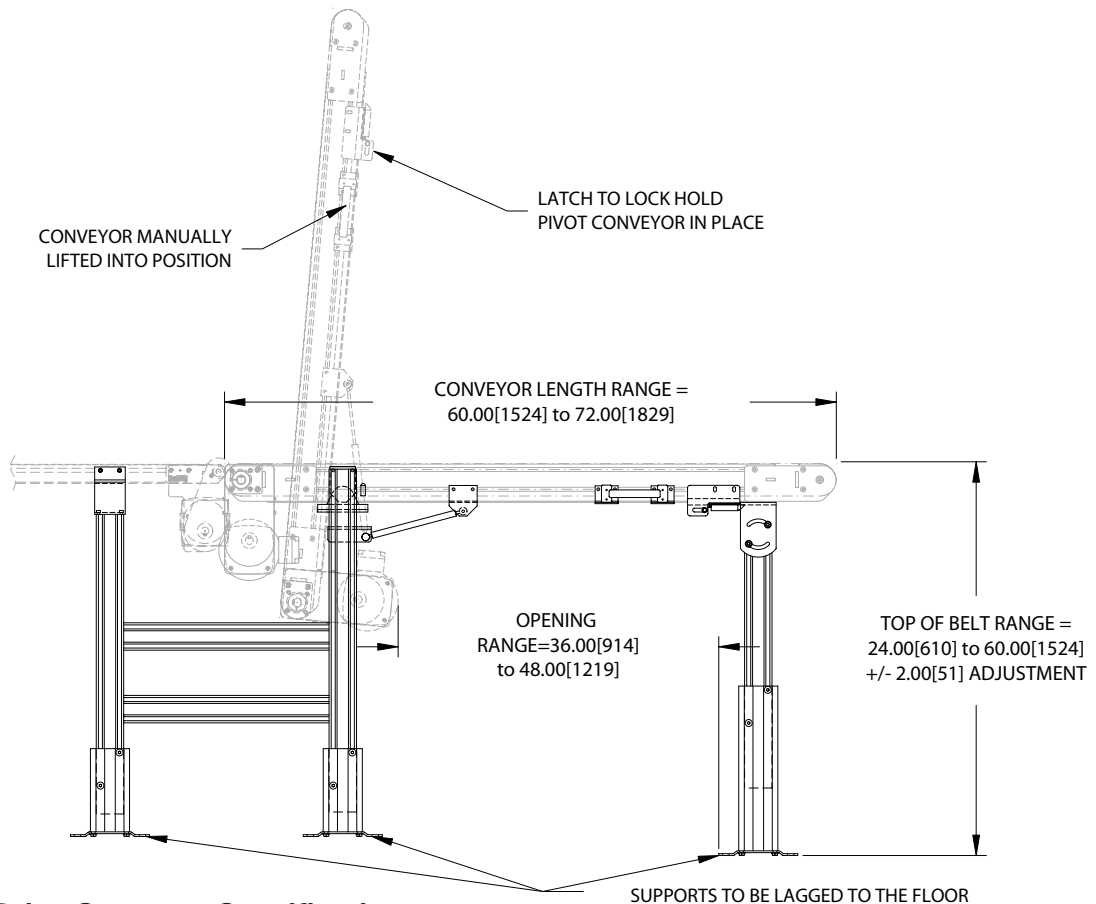 LATCH TO LOCK HOLD
PIVOT CONVEYOR IN PLACE
CONVEYOR MANUALLY
LIFTED INTO POSITION
CONVEYOR LENGTH RANGE =
60.00[1524] to 72.00[1829]
OPENING
RANGE=36.00[914]
to 48.00[1219]
TOP OF BELT RANGE =
24.00[610] to 60.00[1524]
+/- 2.00[51] ADJUSTMENT
SUPPORTS TO BE LAGGED TO THE FLOOR